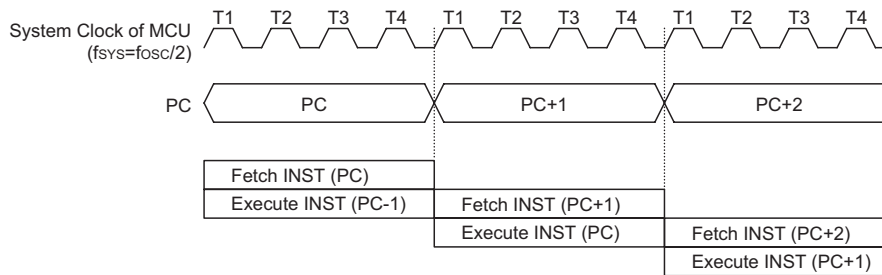 T1 T2 T3 T4 T1 T2 T3 T4 T1 T2 T3 T4
System Clock of MCU
(fSYS=fOSC/2)
PC PC PC+1 PC+2
Fetch INST (PC)
Execute INST (PC-1) Fetch INST (PC+1)
Execute INST (PC) Fetch INST (PC+2)
Execute INST (PC+1)